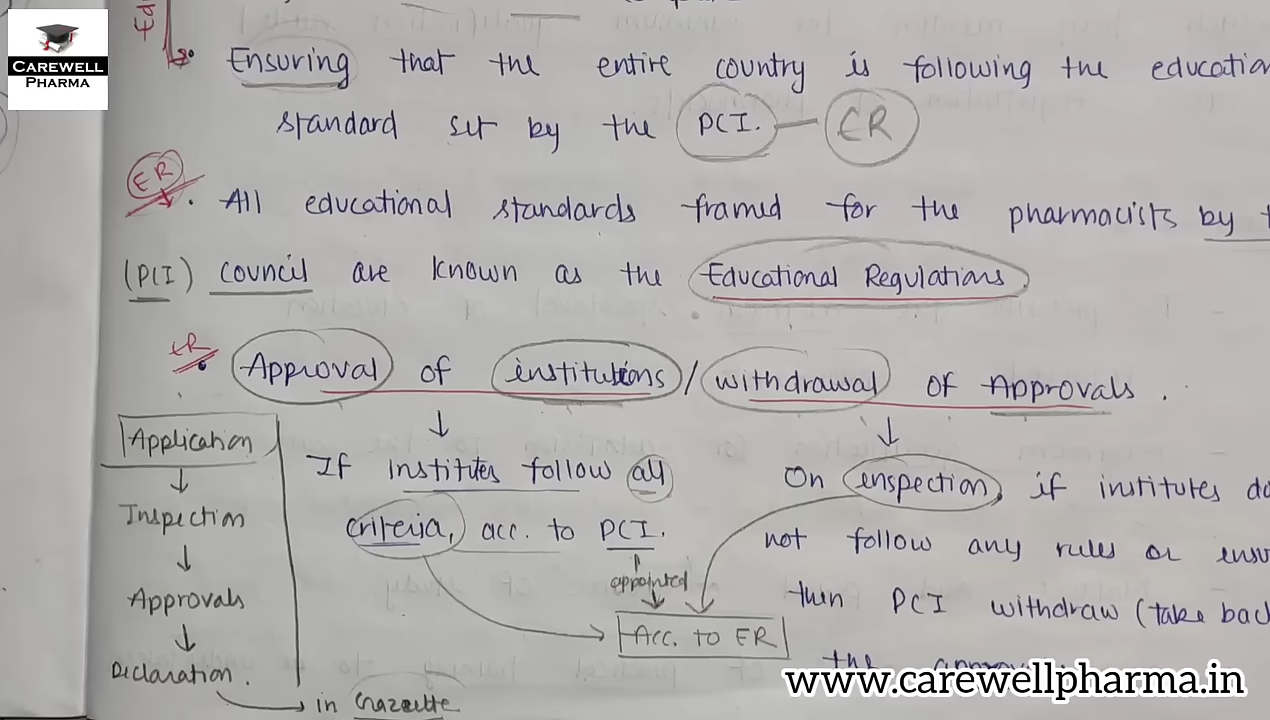 CAREWELL
PHARMA
Ensuring that the entire country is following the educatio
standard set by the PCI. — ER
ER
. All educational standards framed for the pharmacists by t
(PCI) council are known as the Educational Regulations.
ER
Approval of institutions / withdrawal of Approvals.
Application
↓
Inspection
↓
Approvals
↓
Declaration.
→ in Gazette
↓
If institutes follow all
criteria, acc. to PCI.
appointed
Acc. to ER
↓
On inspection, if institutes do
not follow any rules or ensu
then PCI withdraw (take bac
the
www.carewellpharma.in